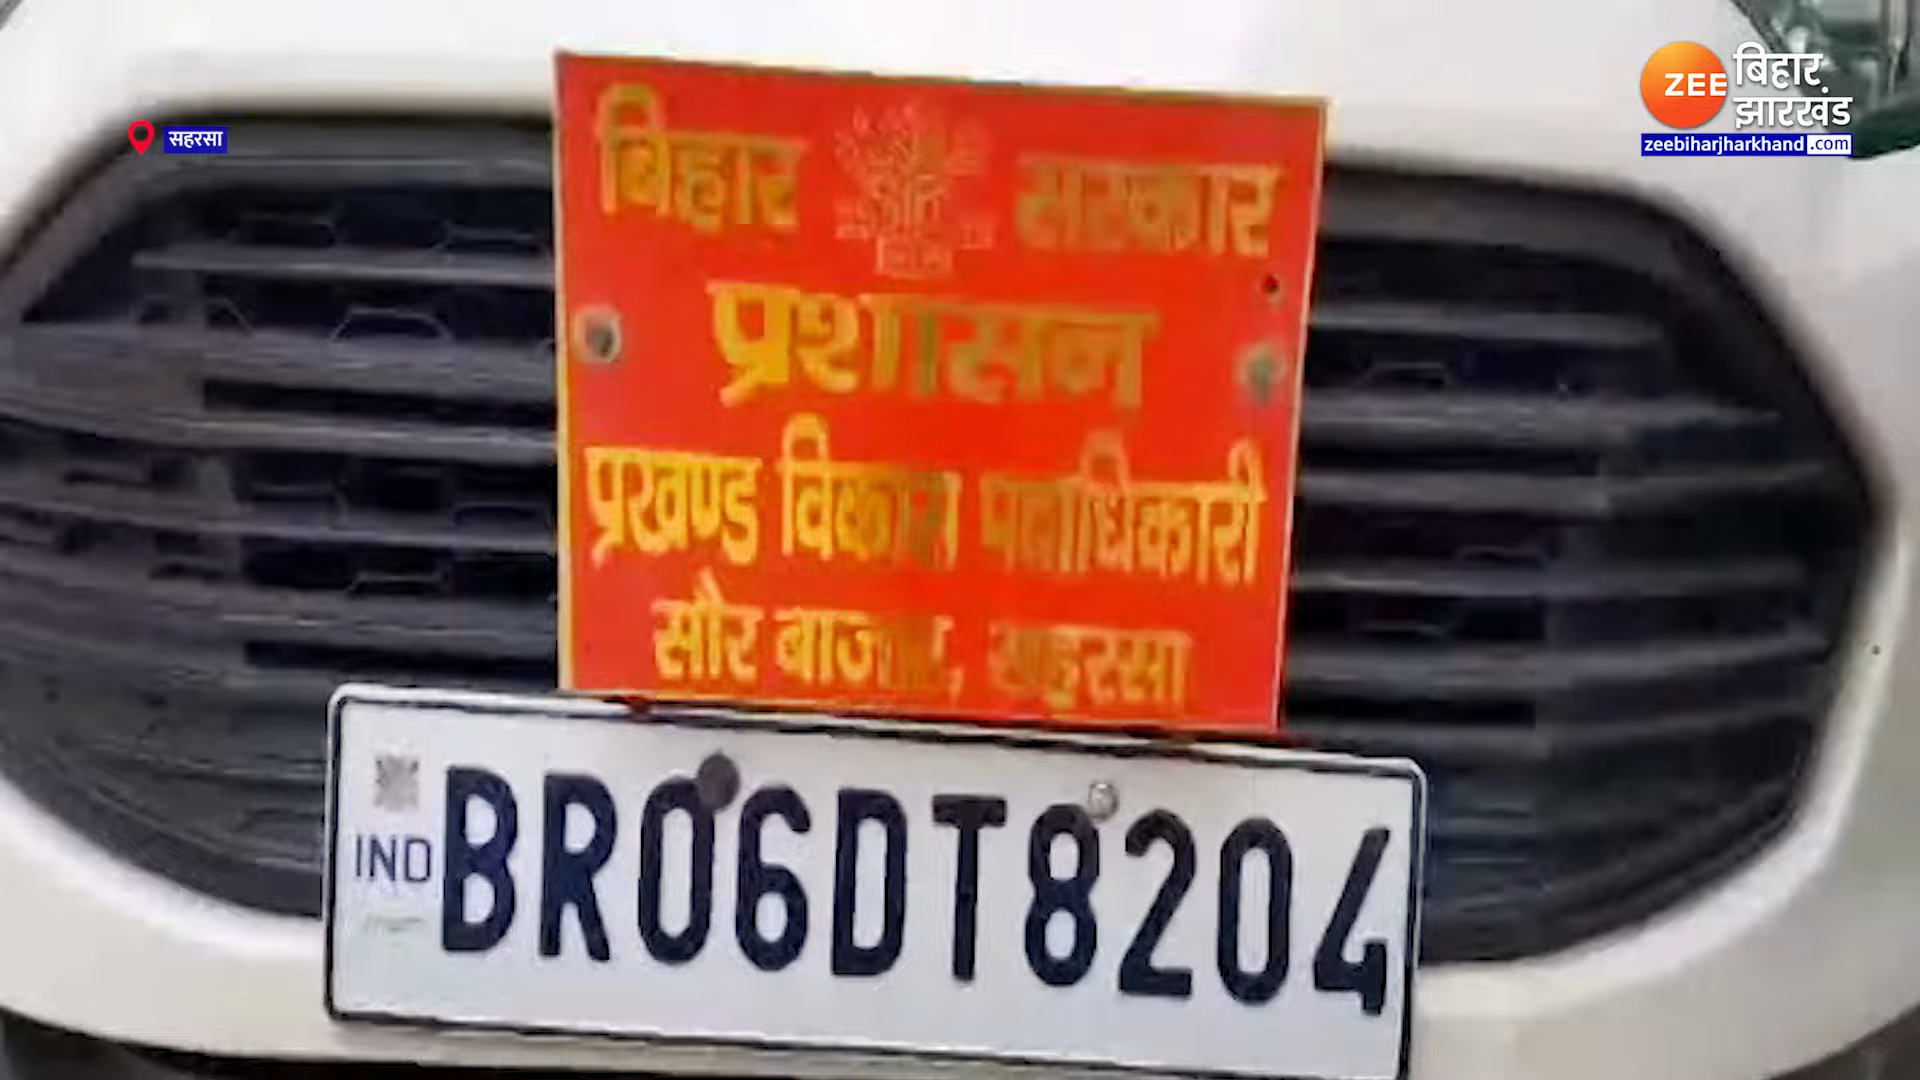 सहरसा
ZEE बिहार झारखंड
zeebiharjharkhand.com
बिहार सरकार
प्रशासन
प्रखण्ड विकास पदाधिकारी
सौर बाजार, सहरसा
IND BR06DT8204